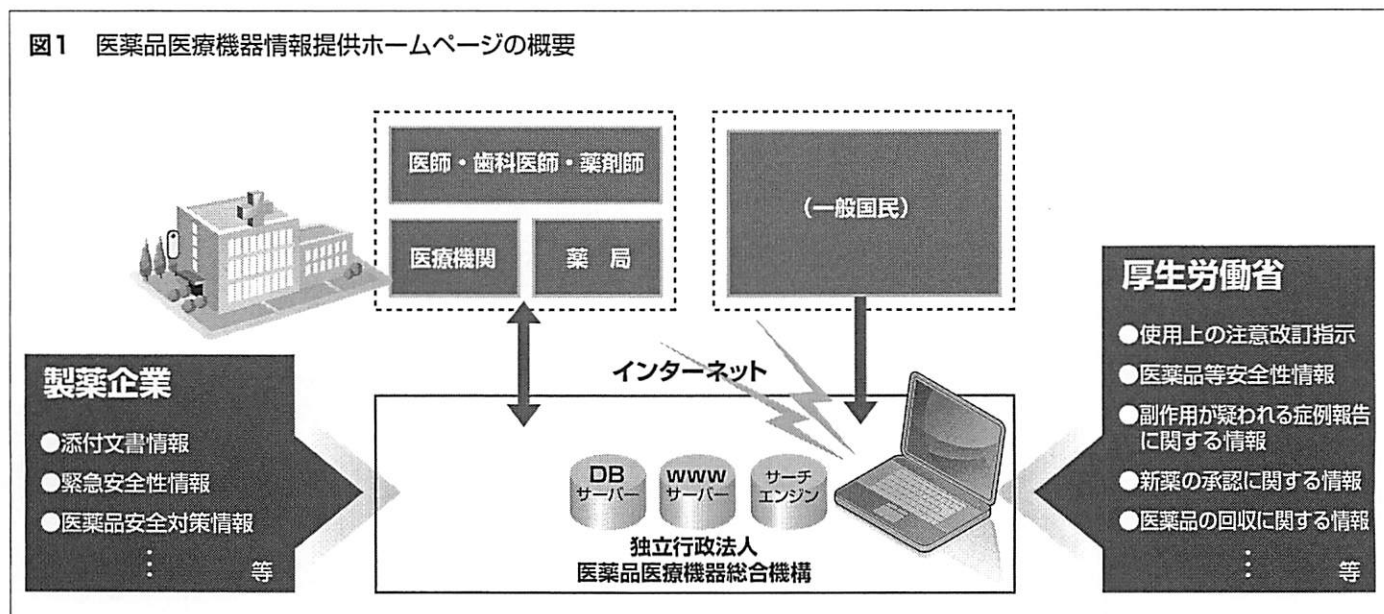 図1 医薬品医療機器情報提供ホームページの概要
医師・歯科医師・薬剤師
医療機関
薬 局
(一般国民)
インターネット
製薬企業
●添付文書情報
●緊急安全性情報
●医薬品安全対策情報
⋮
等
DB
サーバー
www
サーバー
サーチ
エンジン
独立行政法人
医薬品医療機器総合機構
厚生労働省
●使用上の注意改訂指示
●医薬品等安全性情報
●副作用が疑われる症例報告
に関する情報
●新薬の承認に関する情報
●医薬品の回収に関する情報
⋮
等